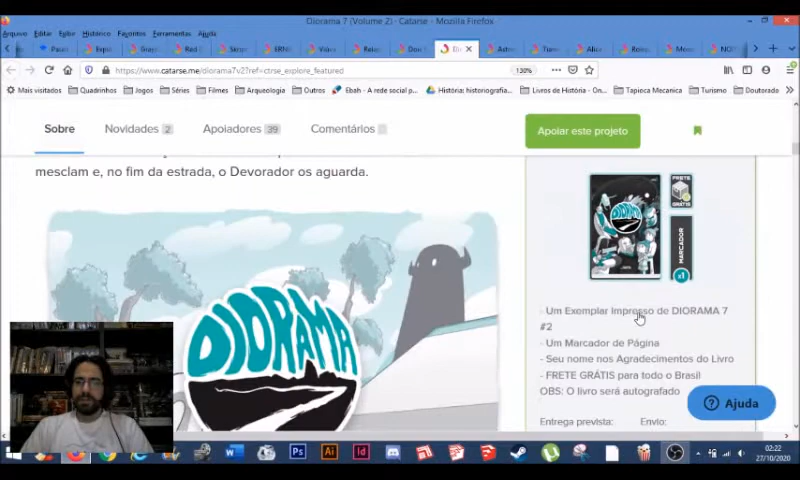 Diorama 7 (Volume 2) - Catarse - Mozilla Firefox
Arquivo Editar Exibir Histórico Favoritos Ferramentas Ajuda
https://www.catarse.me/diorama7v2?ref=ctrse_explore_featured
130%
Mais visitados Quadrinhos Jogos Séries Filmes Arqueologia Outros Ebah - A rede social p... História: historiografia... Livros de História - On... Tapioca Mecanica Turismo Doutorado
Sobre Novidades 2 Apoiadores 39 Comentários
Apoiar este projeto
mesclam e, no fim da estrada, o Devorador os aguarda.
DIORAMA
DIORAMA
FRETE
GRÁTIS
MARCADOR
x1
- Um Exemplar Impresso de DIORAMA 7
#2
- Um Marcador de Página
- Seu nome nos Agradecimentos do Livro
- FRETE GRÁTIS para todo o Brasil
OBS: O livro será autografado
Ajuda
Entrega prevista: Envio:
W Ps Ai Id
02:22
27/10/2020